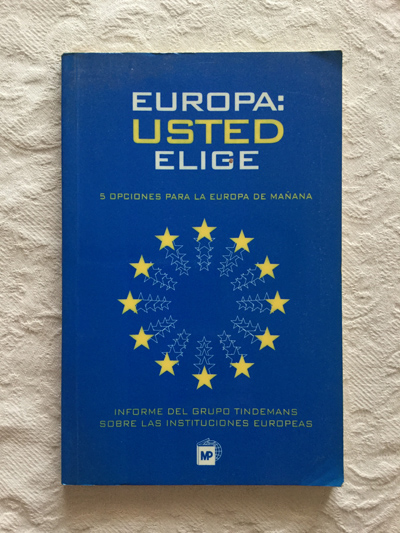 EUROPA:
USTED
ELIGE
5 OPCIONES PARA LA EUROPA DE MAÑANA
INFORME DEL GRUPO TINDEMANS
SOBRE LAS INSTITUCIONES EUROPEAS
MP